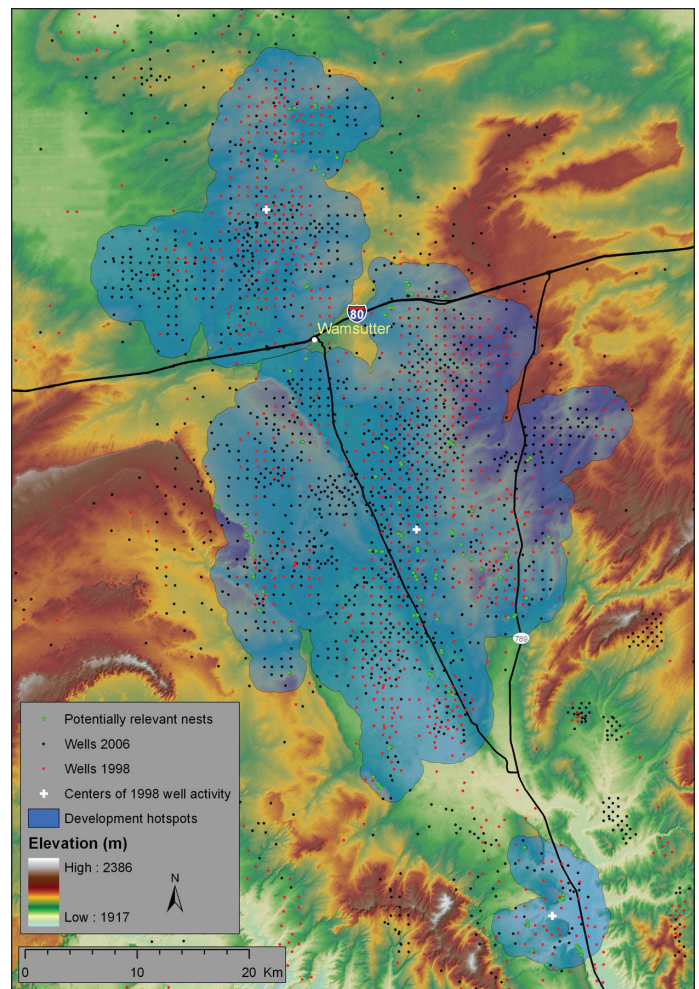 80
Wamsutter
789
Potentially relevant nests
Wells 2006
Wells 1998
Centers of 1998 well activity
Development hotspots
Elevation (m)
High : 2386
Low : 1917
N
0 10 20 Km